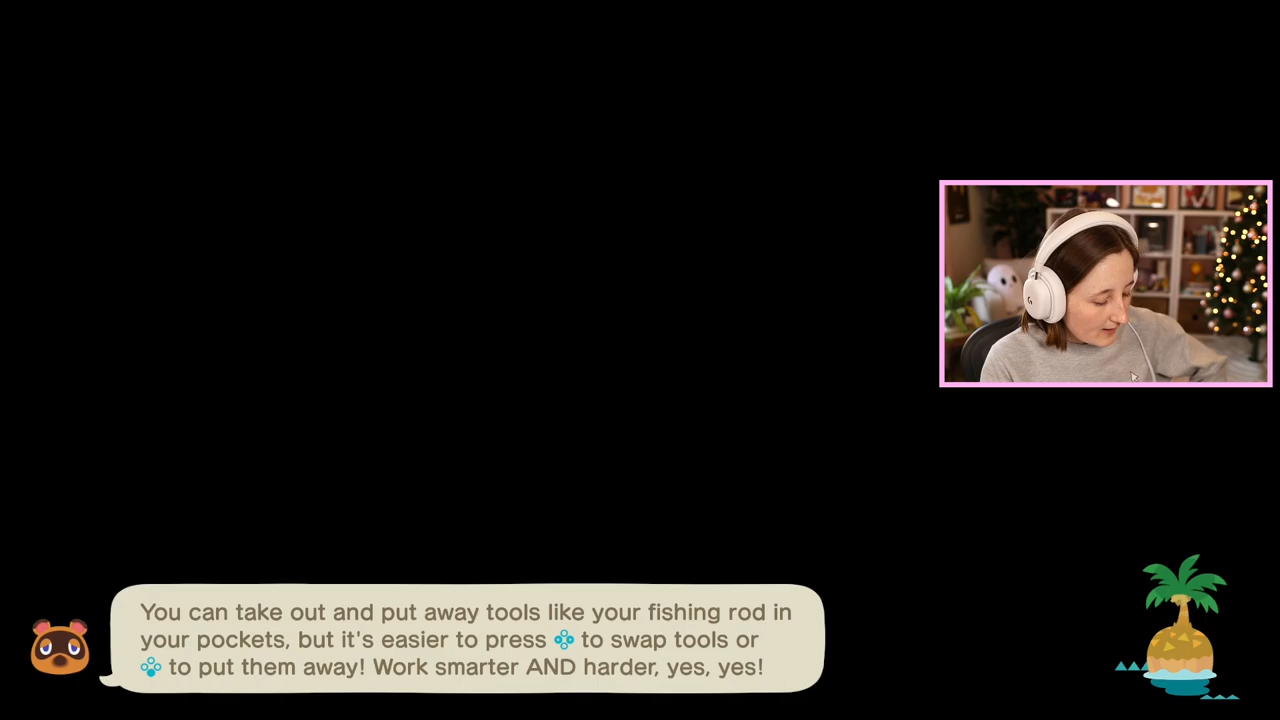 You can take out and put away tools like your fishing rod in
your pockets, but it's easier to press to swap tools or
to put them away! Work smarter AND harder, yes, yes!